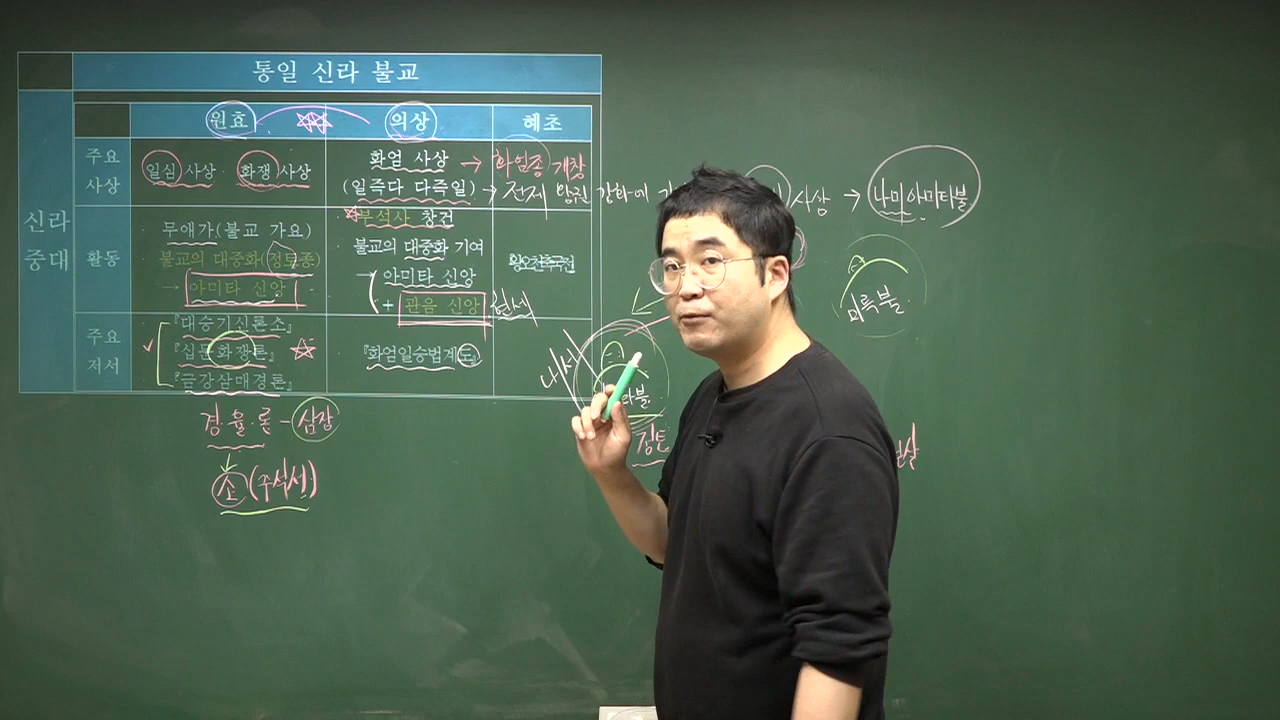 통일 신라 불교
원효 의상 혜초
신라 중대
주요 사상
일심 사상 화쟁 사상
화엄 사상 → 화엄종 개창
(일즉다 다즉일) → 전제 왕권 강화에
사상 → 나미아미타불
활동
무애가(불교 가요)
불교의 대중화(정토종)
→ 아미타 신앙
부석사 창건
불교의 대중화 기여
→ 아미타 신앙
+ 관음 신앙 현세
왕오천축국전
미륵불
주요 저서
『대승기신론소』
『십문화쟁론』
『금강삼매경론』
『화엄일승법계도』
내세
정토
경·율·론 - 삼장
↓
소 (주석서)